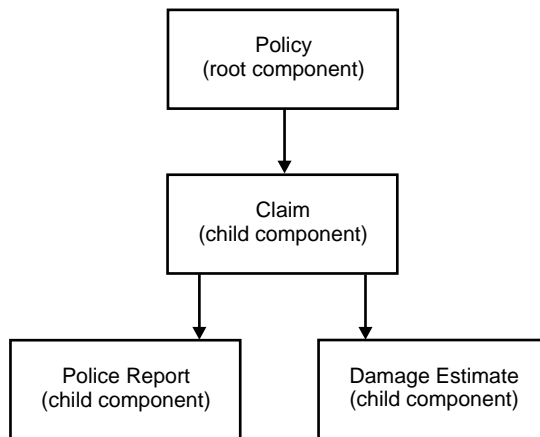 Policy
(root component)
Claim
(child component)
Police Report
(child component)
Damage Estimate
(child component)